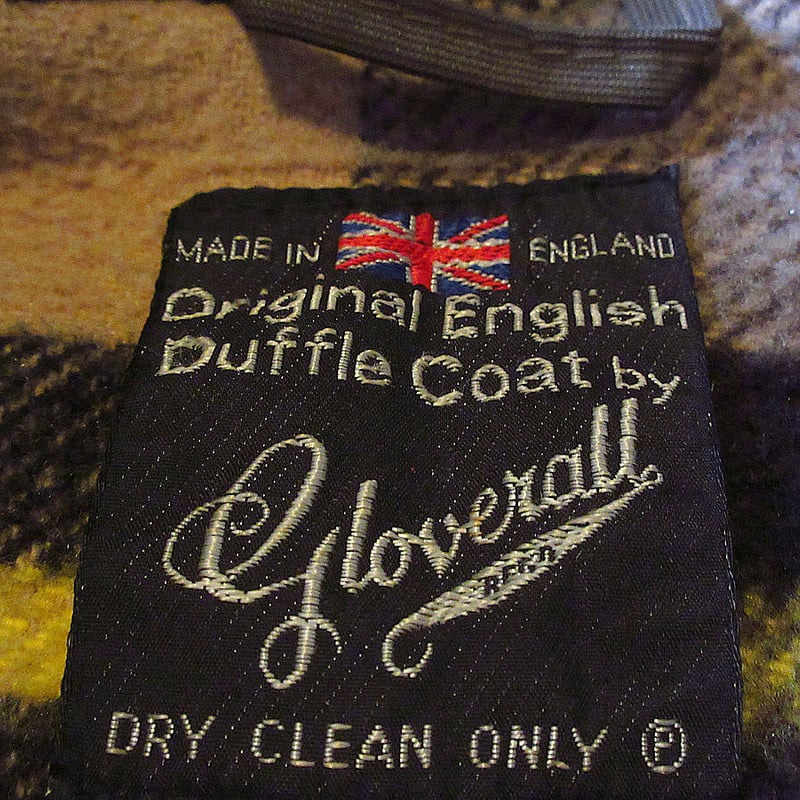 MADE IN ENGLAND
Original English
Duffle Coat by
Gloverall
DRY CLEAN ONLY Ⓟ